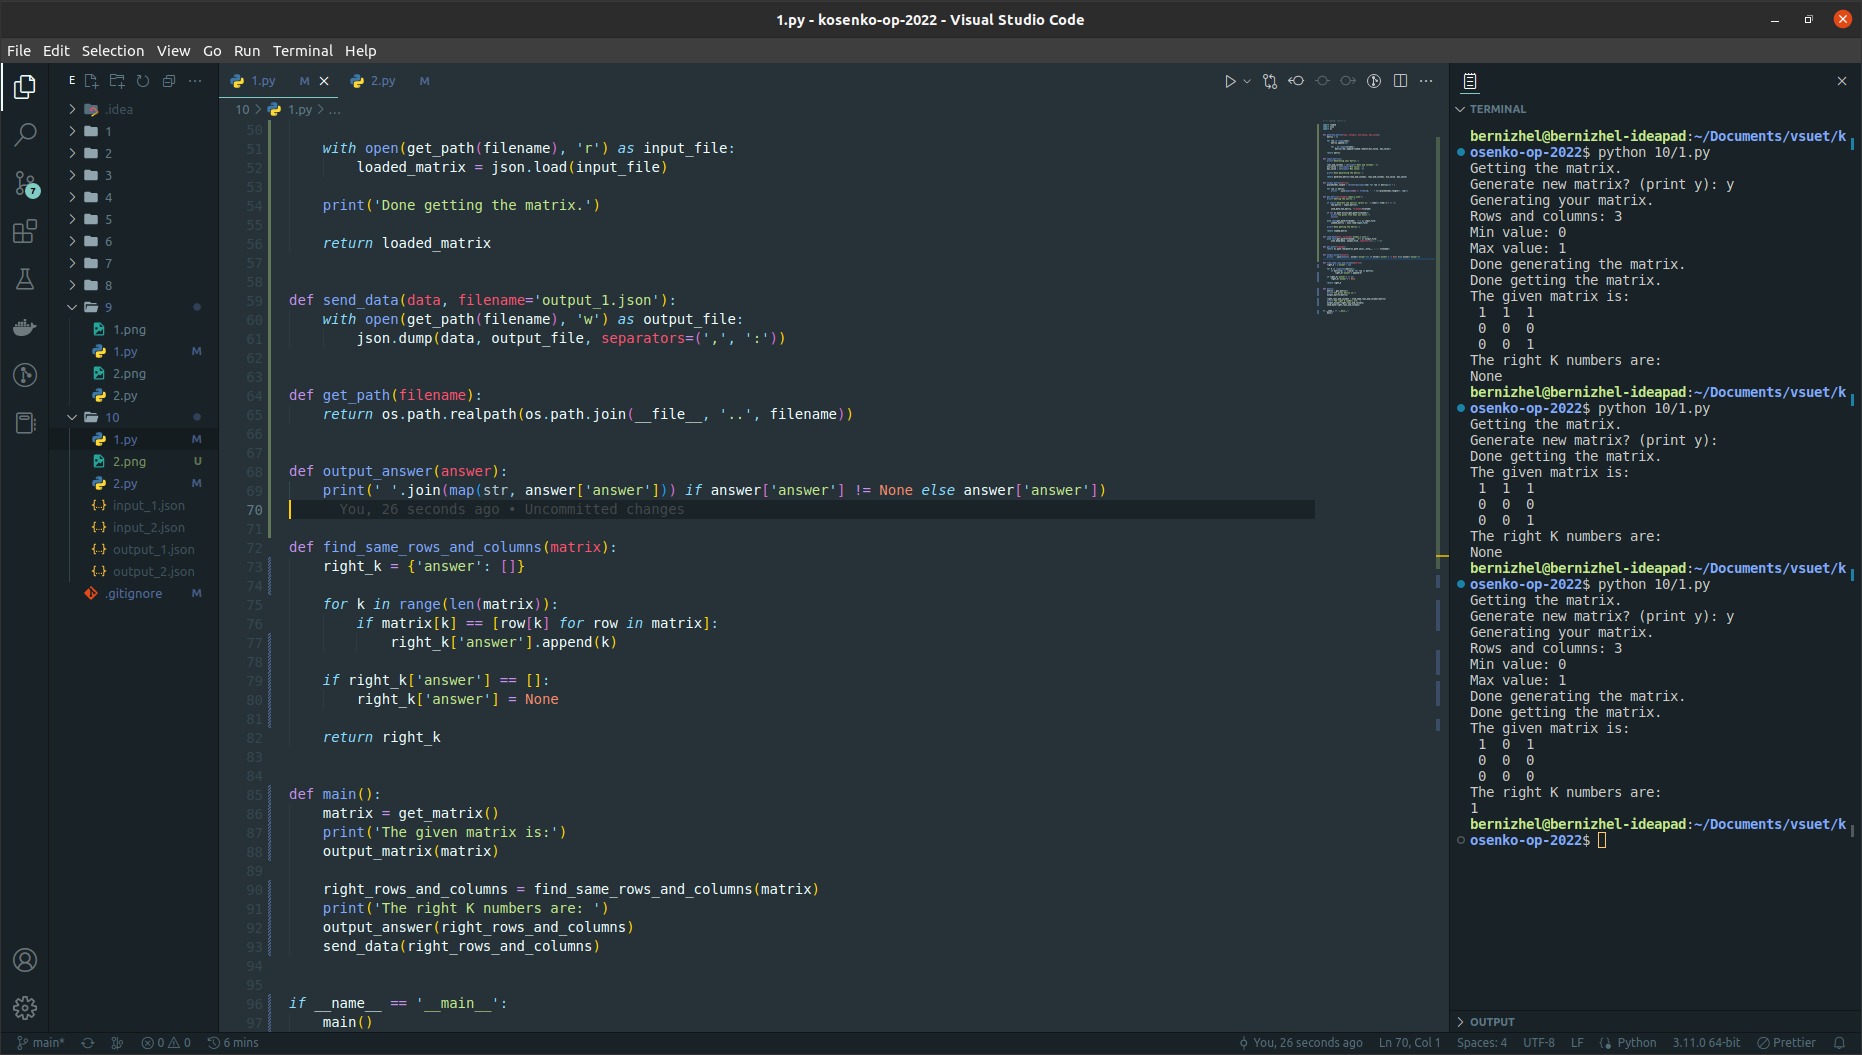 1.py - kosenko-op-2022 - Visual Studio Code
File Edit Selection View Go Run Terminal Help
E
.idea
1
2
3
4
5
6
7
8
9
1.png
1.py M
2.png
2.py
10
1.py M
2.png U
2.py M
{..} input_1.json
{..} input_2.json
{..} output_1.json
{..} output_2.json
.gitignore M
7
1.py M
2.py M
10 > 1.py > ...
50
51 with open(get_path(filename), 'r') as input_file:
52 loaded_matrix = json.load(input_file)
53
54 print('Done getting the matrix.')
55
56 return loaded_matrix
57
58
59 def send_data(data, filename='output_1.json'):
60 with open(get_path(filename), 'w') as output_file:
61 json.dump(data, output_file, separators=(',', ':'))
62
63
64 def get_path(filename):
65 return os.path.realpath(os.path.join(__file__, '..', filename))
66
67
68 def output_answer(answer):
69 print(' '.join(map(str, answer['answer'])) if answer['answer'] != None else answer['answer'])
70 You, 26 seconds ago • Uncommitted changes
71
72 def find_same_rows_and_columns(matrix):
73 right_k = {'answer': []}
74
75 for k in range(len(matrix)):
76 if matrix[k] == [row[k] for row in matrix]:
77 right_k['answer'].append(k)
78
79 if right_k['answer'] == []:
80 right_k['answer'] = None
81
82 return right_k
83
84
85 def main():
86 matrix = get_matrix()
87 print('The given matrix is:')
88 output_matrix(matrix)
89
90 right_rows_and_columns = find_same_rows_and_columns(matrix)
91 print('The right K numbers are: ')
92 output_answer(right_rows_and_columns)
93 send_data(right_rows_and_columns)
94
95
96 if __name__ == '__main__':
97 main()
TERMINAL
bernizhel@bernizhel-ideapad:~/Documents/vsuet/k
osenko-op-2022$ python 10/1.py
Getting the matrix.
Generate new matrix? (print y): y
Generating your matrix.
Rows and columns: 3
Min value: 0
Max value: 1
Done generating the matrix.
Done getting the matrix.
The given matrix is:
1 1 1
0 0 0
0 0 1
The right K numbers are:
None
bernizhel@bernizhel-ideapad:~/Documents/vsuet/k
osenko-op-2022$ python 10/1.py
Getting the matrix.
Generate new matrix? (print y):
Done getting the matrix.
The given matrix is:
1 1 1
0 0 0
0 0 1
The right K numbers are:
None
bernizhel@bernizhel-ideapad:~/Documents/vsuet/k
osenko-op-2022$ python 10/1.py
Getting the matrix.
Generate new matrix? (print y): y
Generating your matrix.
Rows and columns: 3
Min value: 0
Max value: 1
Done generating the matrix.
Done getting the matrix.
The given matrix is:
1 0 1
0 0 0
0 0 0
The right K numbers are:
1
bernizhel@bernizhel-ideapad:~/Documents/vsuet/k
osenko-op-2022$
OUTPUT
main* 0 0 6 mins You, 26 seconds ago Ln 70, Col 1 Spaces: 4 UTF-8 LF Python 3.11.0 64-bit Prettier